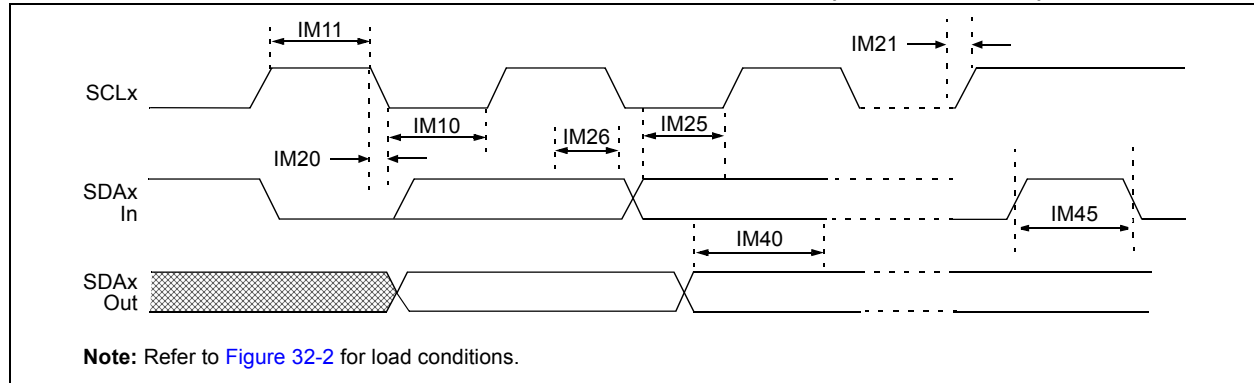 IM11
IM21
SCLx
IM10
IM26
IM25
IM20
SDAx
In
IM45
IM40
SDAx
Out
Note: Refer to Figure 32-2 for load conditions.